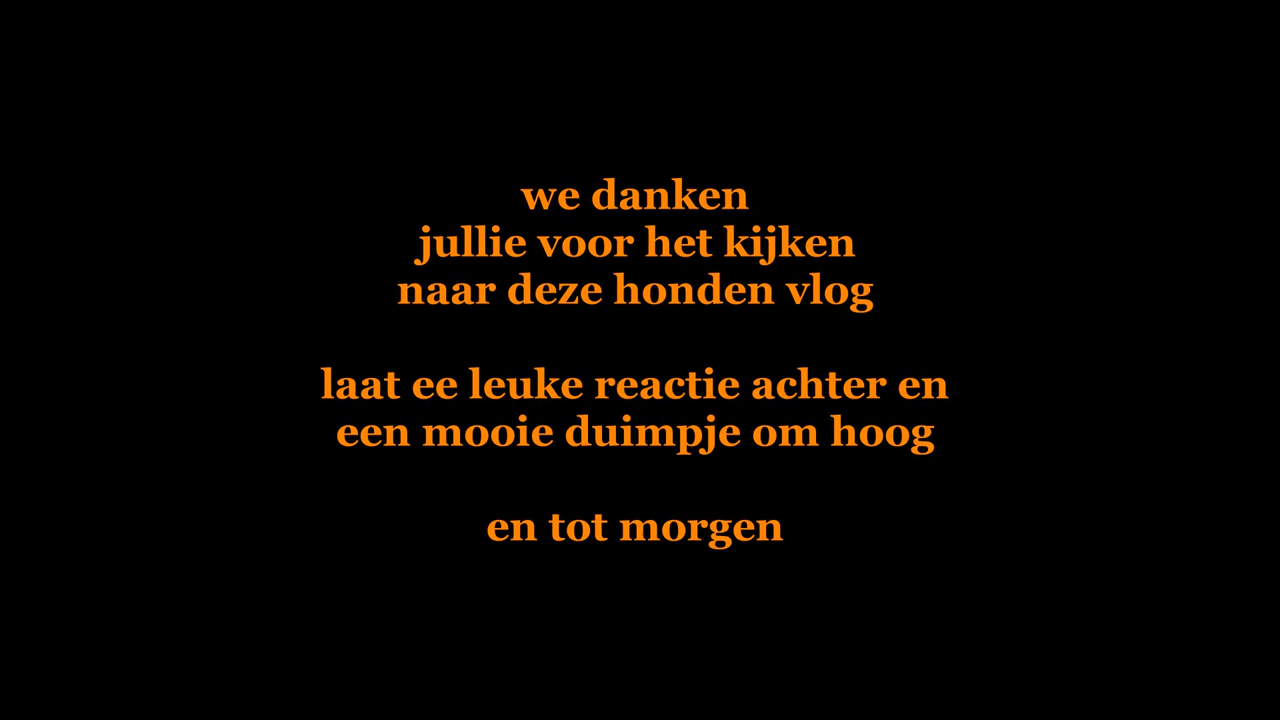 we danken
jullie voor het kijken
naar deze honden vlog
laat ee leuke reactie achter en
een mooie duimpje om hoog
en tot morgen